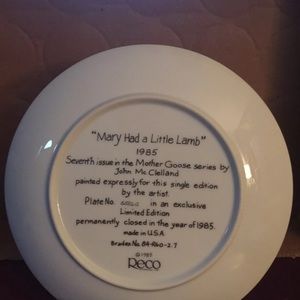 "Mary Had a Little Lamb"
1985
Seventh issue in the Mother Goose series by
John McClelland
painted expressly for this single edition
by the artist.
Plate No. in an exclusive
Limited Edition
permanently closed in the year of 1985.
made in U.S.A.
Bradex No. 84-R60-2.7
© 1985
Reco